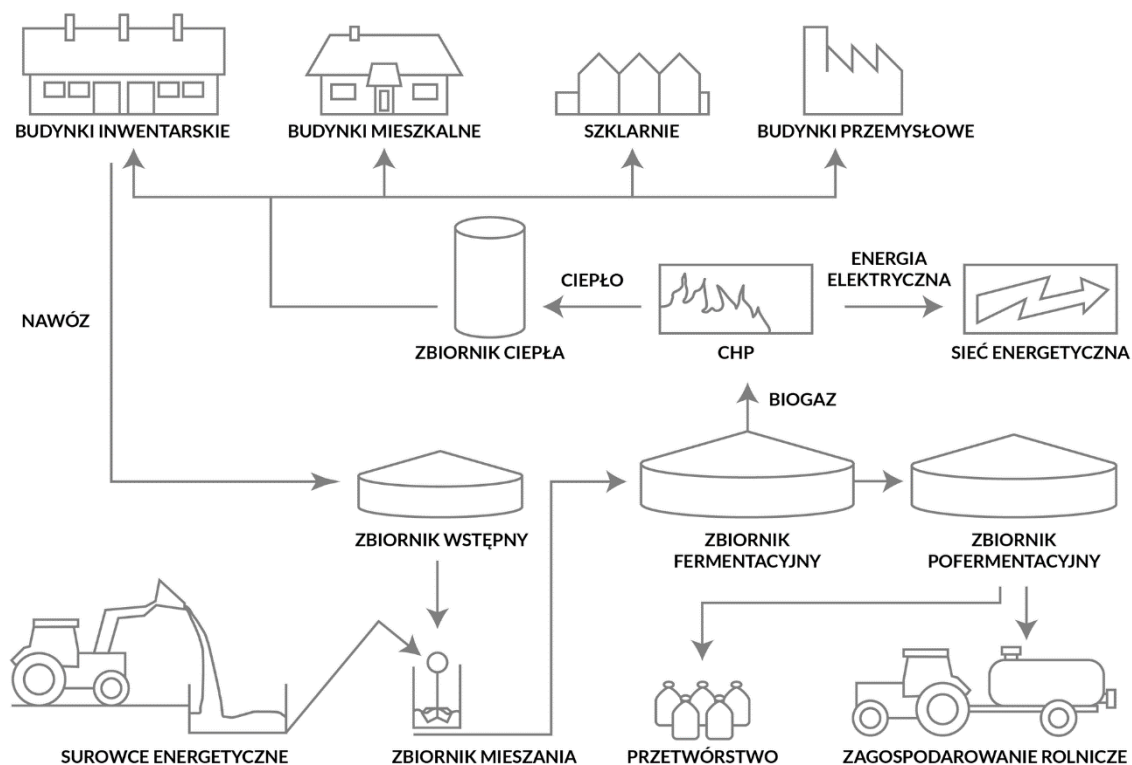 BUDYNKI INWENTARSKIE
BUDYNKI MIESZKALNE
SZKLARNIE
BUDYNKI PRZEMYSŁOWE
NAWÓZ
CIEPŁO
ENERGIA
ELEKTRYCZNA
ZBIORNIK CIEPŁA
CHP
SIEĆ ENERGETYCZNA
BIOGAZ
ZBIORNIK WSTĘPNY
ZBIORNIK
FERMENTACYJNY
ZBIORNIK
POFERMENTACYJNY
SUROWCE ENERGETYCZNE
ZBIORNIK MIESZANIA
PRZETWÓRSTWO
ZAGOSPODAROWANIE ROLNICZE